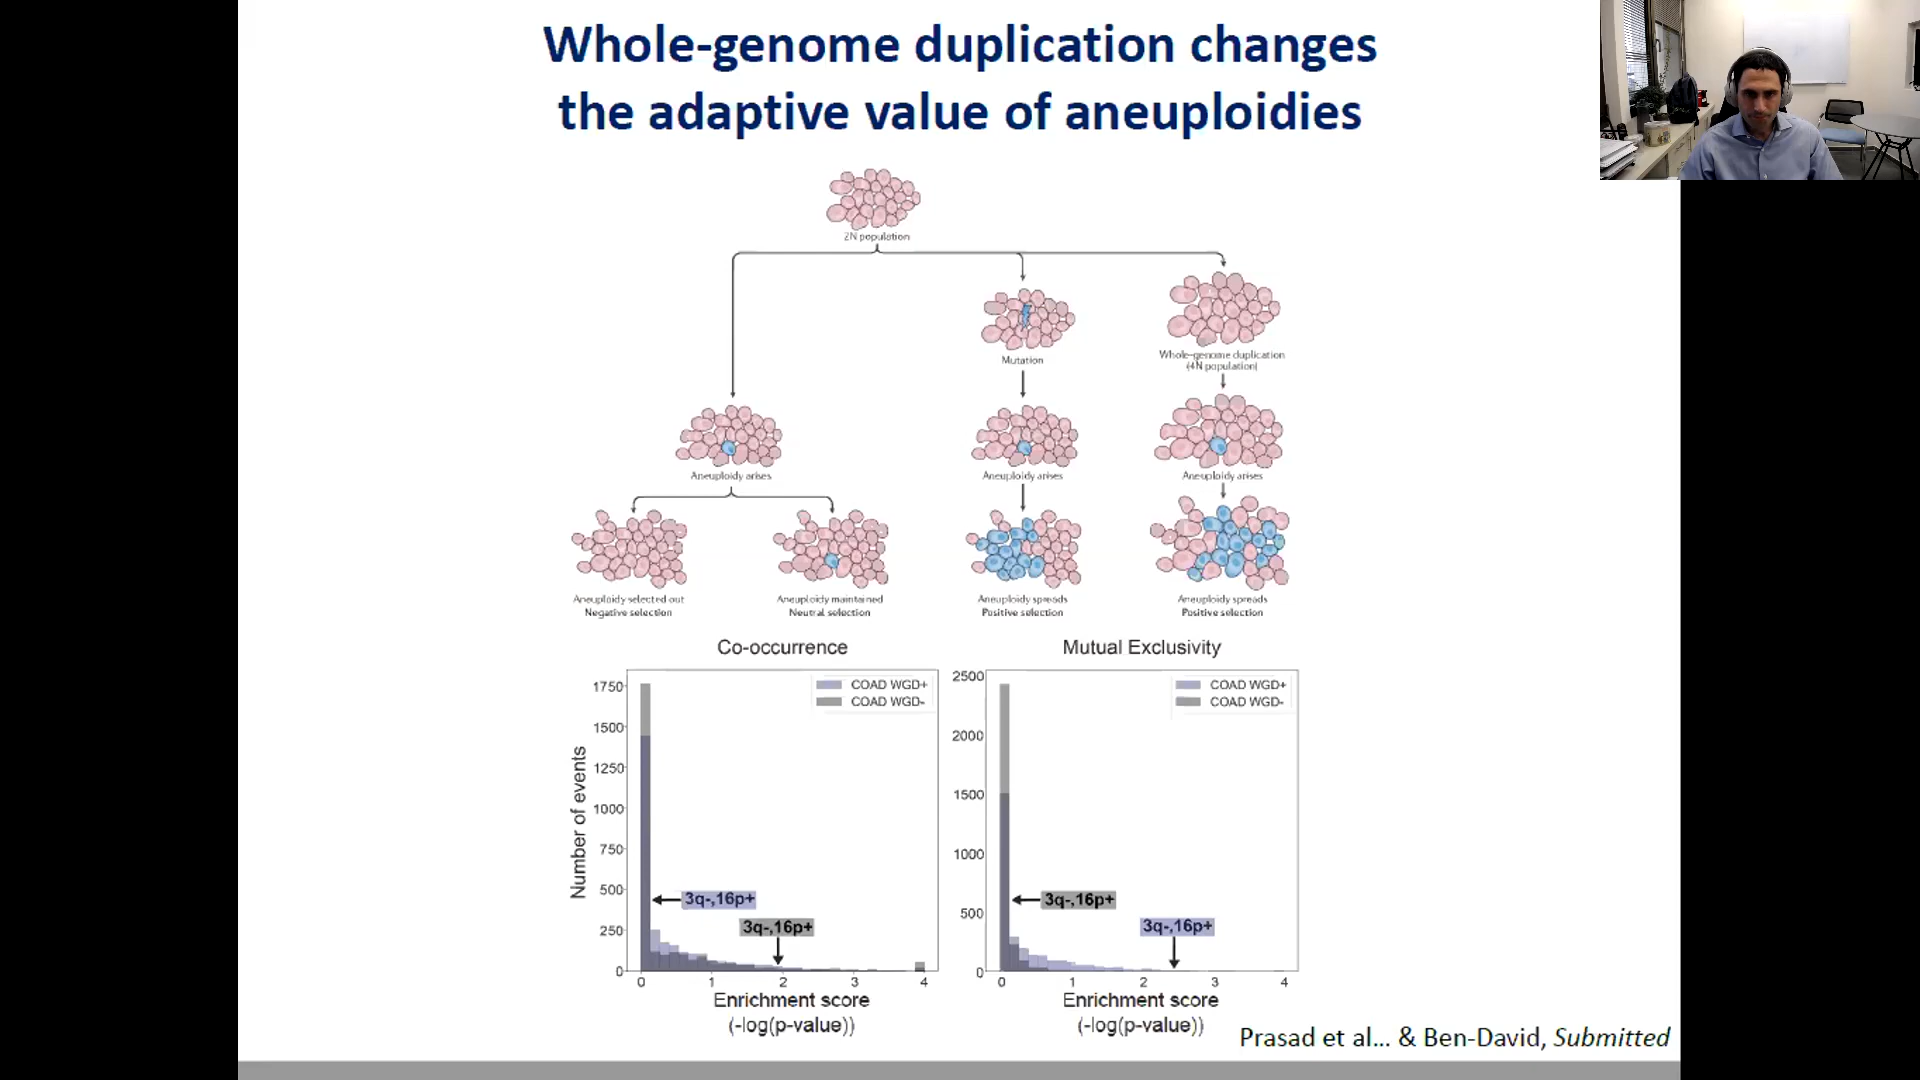 Whole-genome duplication changes
the adaptive value of aneuploidies
2N population
Mutation
Whole-genome duplication
(4N population)
Aneuploidy arises
Aneuploidy arises
Aneuploidy arises
Aneuploidy selected out
Negative selection
Aneuploidy maintained
Neutral selection
Aneuploidy spreads
Positive selection
Aneuploidy spreads
Positive selection
Co-occurrence
Number of events
1750
1500
1250
1000
750
500
250
0
COAD WGD+
COAD WGD-
3q-,16p+
3q-,16p+
0 1 2 3 4
Enrichment score
(-log(p-value))
Mutual Exclusivity
2500
2000
1500
1000
500
0
COAD WGD+
COAD WGD-
3q-,16p+
3q-,16p+
0 1 2 3 4
Enrichment score
(-log(p-value))
Prasad et al... & Ben-David, Submitted